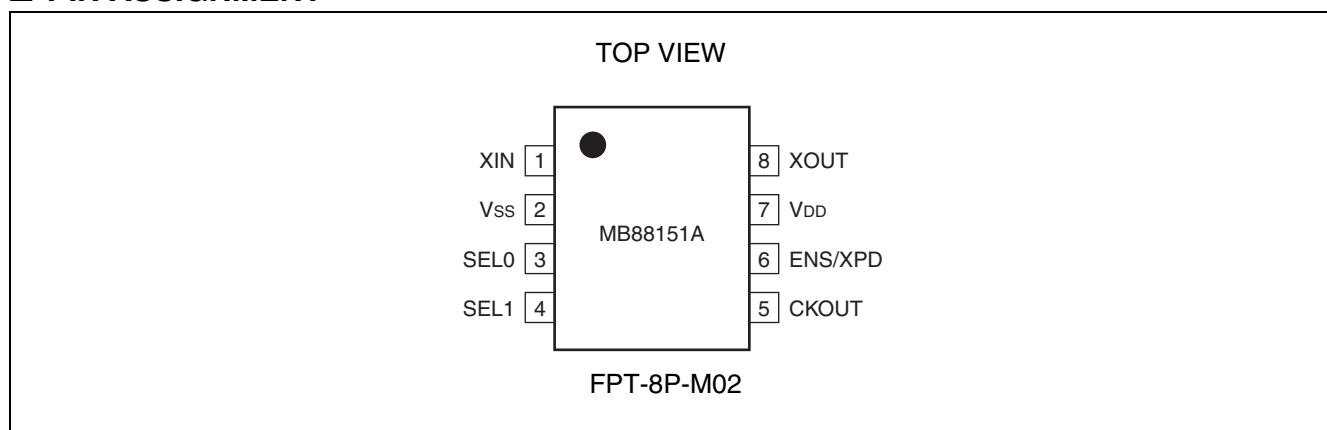 TOP VIEW
XIN 1 8 XOUT
VSS 2 7 VDD
MB88151A
SEL0 3 6 ENS/XPD
SEL1 4 5 CKOUT
FPT-8P-M02